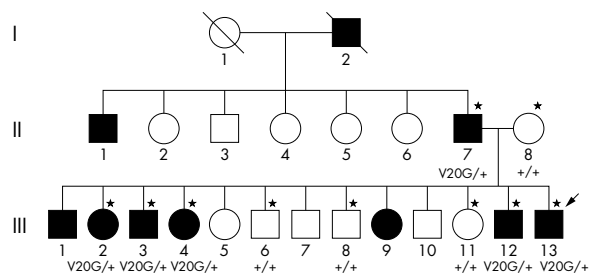 I
1 2
II
1 2 3 4 5 6 7 8
V20G/+ +/+
III
1 2 3 4 5 6 7 8 9 10 11 12 13
V20G/+ V20G/+ V20G/+ +/+ +/+ +/+ V20G/+ V20G/+